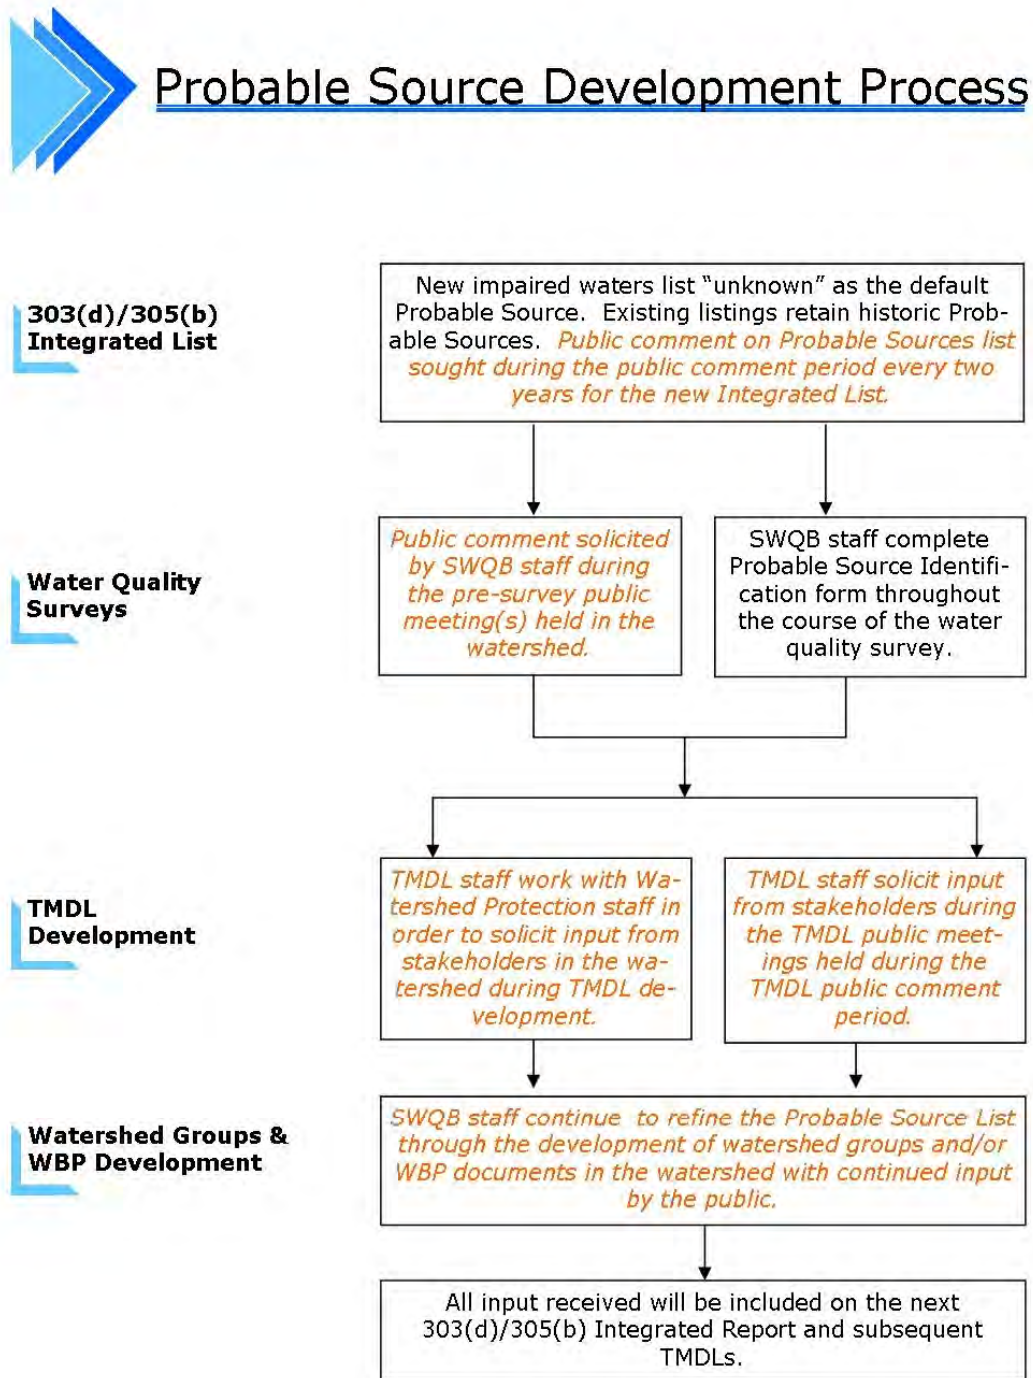 Probable Source Development Process
303(d)/305(b)
Integrated List
New impaired waters list “unknown” as the default
Probable Source. Existing listings retain historic Prob-
able Sources. Public comment on Probable Sources list
sought during the public comment period every two
years for the new Integrated List.
Water Quality
Surveys
Public comment solicited
by SWQB staff during
the pre-survey public
meeting(s) held in the
watershed.
SWQB staff complete
Probable Source Identifi-
cation form throughout
the course of the water
quality survey.
TMDL
Development
TMDL staff work with Wa-
tershed Protection staff in
order to solicit input from
stakeholders in the wa-
tershed during TMDL de-
velopment.
TMDL staff solicit input
from stakeholders during
the TMDL public meet-
ings held during the
TMDL public comment
period.
Watershed Groups &
WBP Development
SWQB staff continue to refine the Probable Source List
through the development of watershed groups and/or
WBP documents in the watershed with continued input
by the public.
All input received will be included on the next
303(d)/305(b) Integrated Report and subsequent
TMDLs.